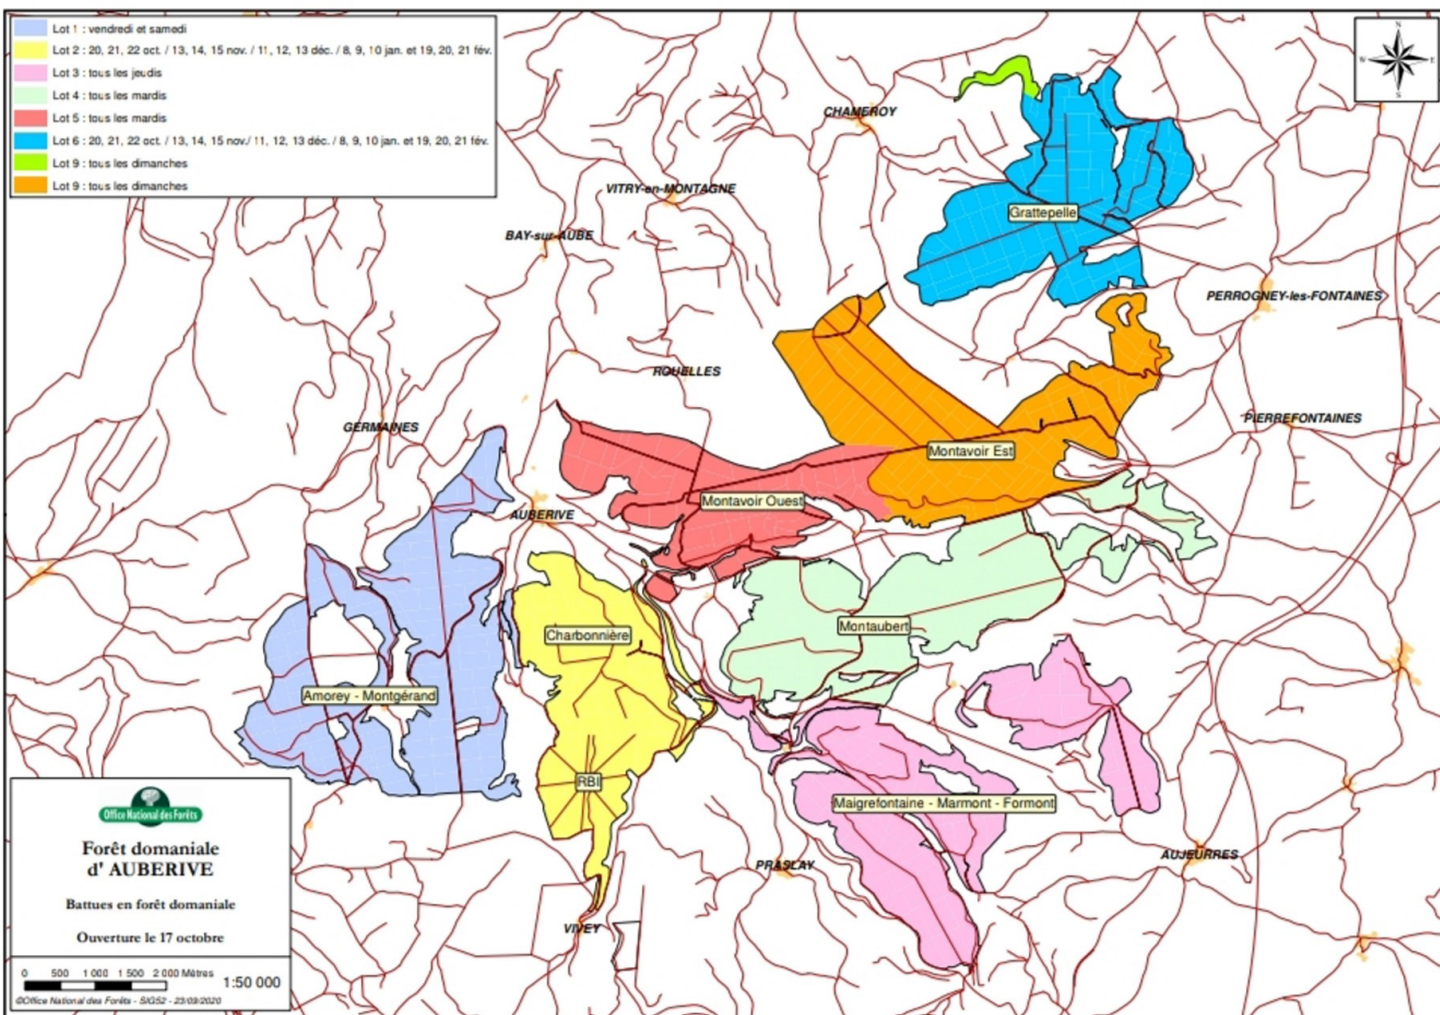 Lot 1 : vendredi et samedi
Lot 2 : 20, 21, 22 oct. / 13, 14, 15 nov. / 11, 12, 13 déc. / 8, 9, 10 jan. et 19, 20, 21 fév.
Lot 3 : tous les jeudis
Lot 4 : tous les mardis
Lot 5 : tous les mardis
Lot 6 : 20, 21, 22 oct. / 13, 14, 15 nov./ 11, 12, 13 déc. / 8, 9, 10 jan. et 19, 20, 21 fév.
Lot 9 : tous les dimanches
Lot 9 : tous les dimanches
N
W E
S
CHAMEROY
VITRY-en-MONTAGNE
Grattepelle
BAY-sur-AUBE
PERROGNEY-les-FONTAINES
ROUELLES
PIERREFONTAINES
GERMAINES
Montavoir Est
Montavoir Ouest
AUBERIVE
Montaubert
Charbonnière
Amorey - Montgérand
RBI
Maigrefontaine - Marmont - Formont
PRASLAY
AUJEURRES
VIVEY
Office National des Forêts
Forêt domaniale
d' AUBERIVE
Battues en forêt domaniale
Ouverture le 17 octobre
0 500 1 000 1 500 2 000 Mètres
1:50 000
©Office National des Forêts - SIG52 - 23/09/2020